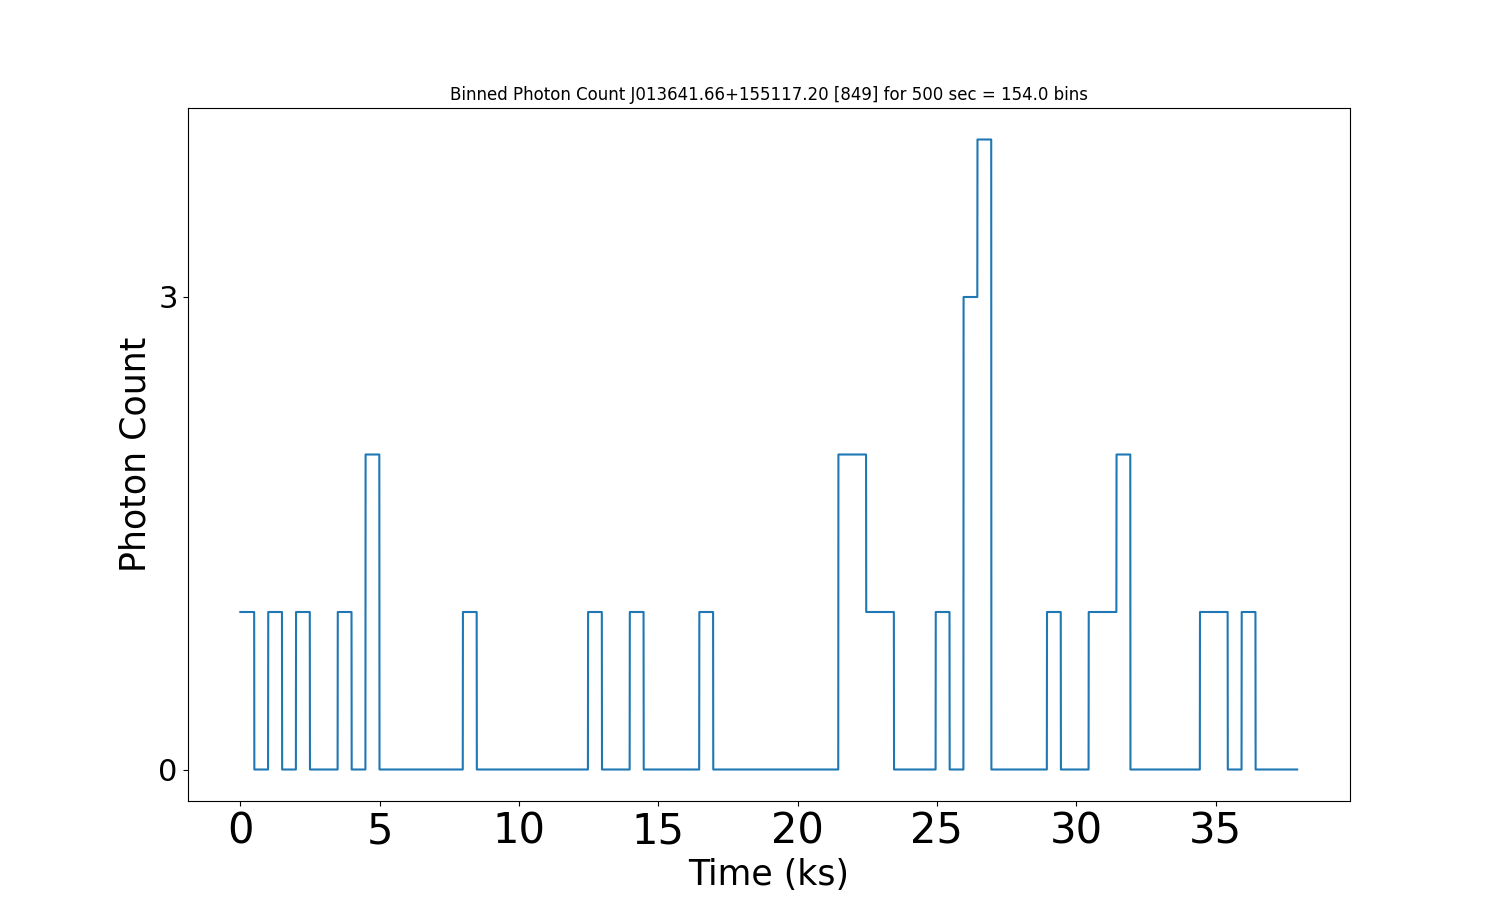 Binned Photon Count J013641.66+155117.20 [849] for 500 sec = 154.0 bins
3
Photon Count
0
0 5 10 15 20 25 30 35
Time (ks)